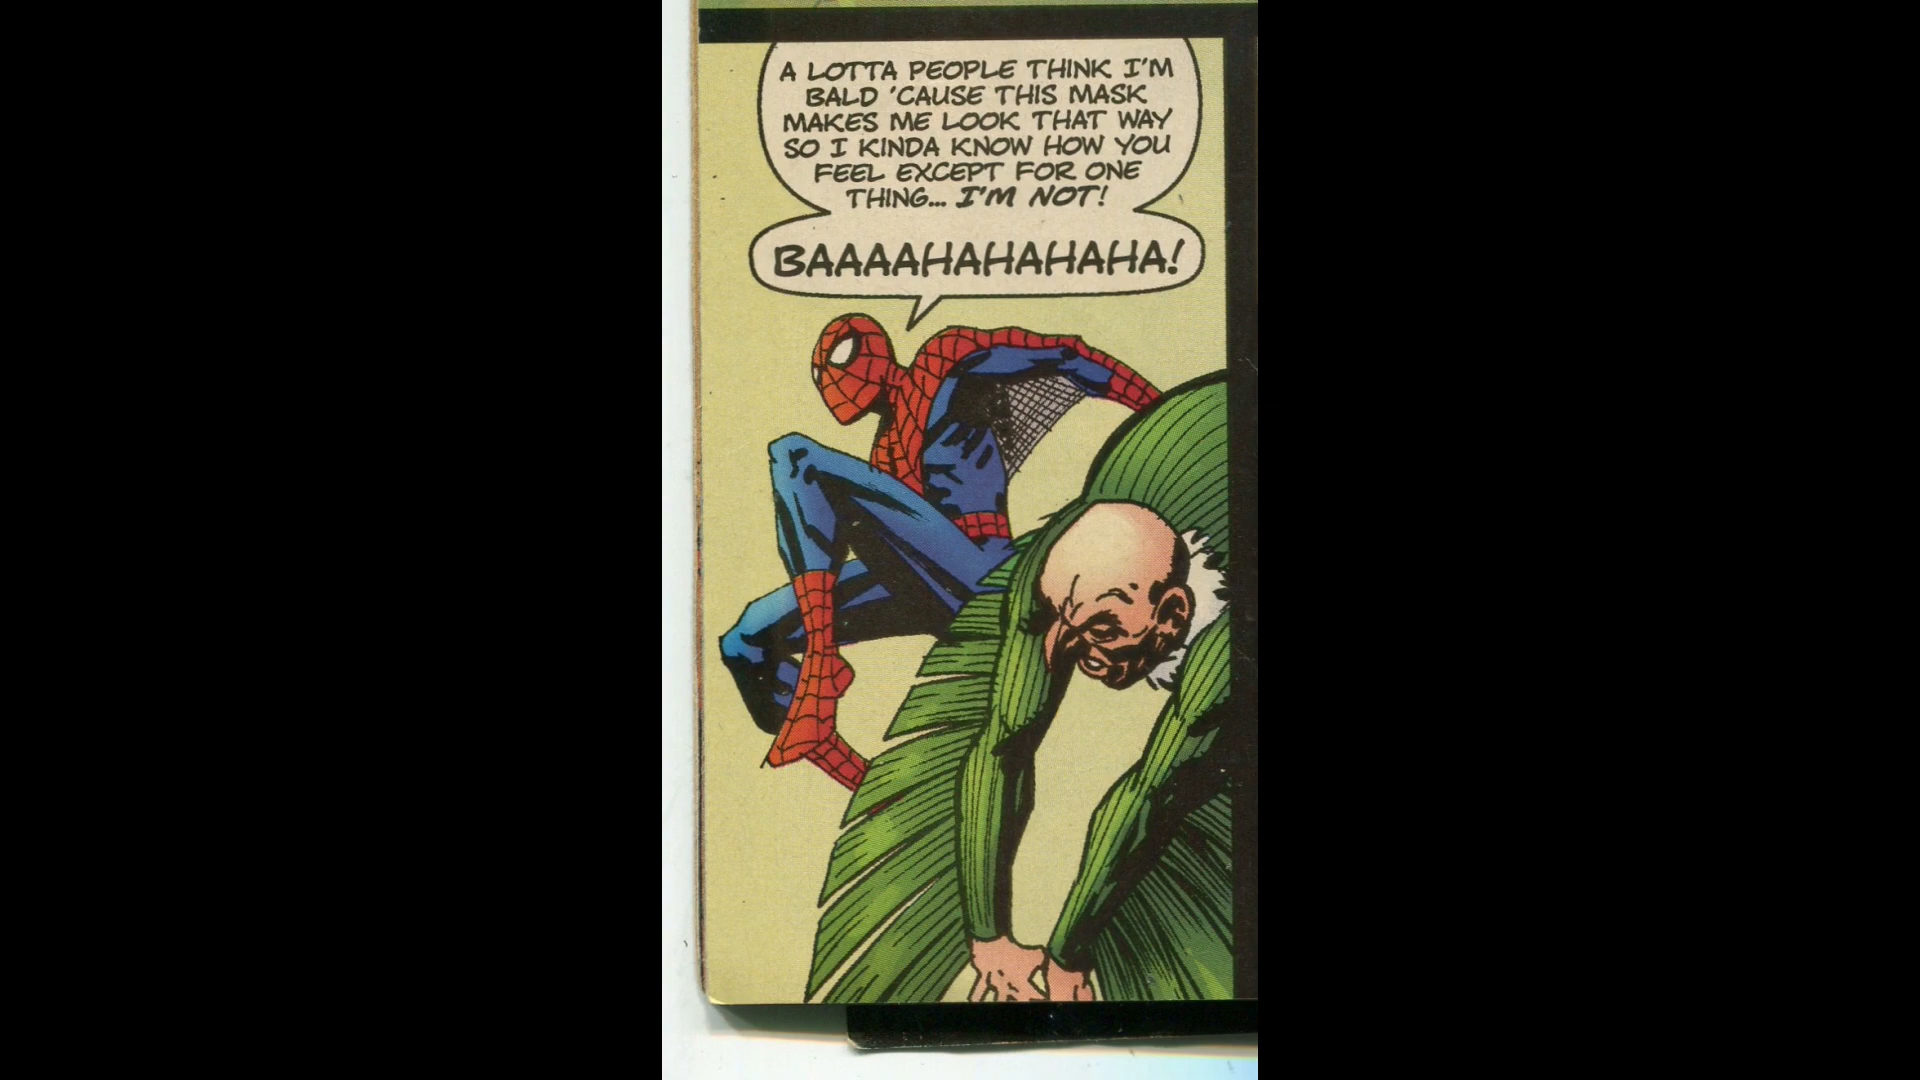 A LOTTA PEOPLE THINK I'M
BALD 'CAUSE THIS MASK
MAKES ME LOOK THAT WAY
SO I KINDA KNOW HOW YOU
FEEL EXCEPT FOR ONE
THING... I'M NOT!
BAAAAHAHAHAHA!